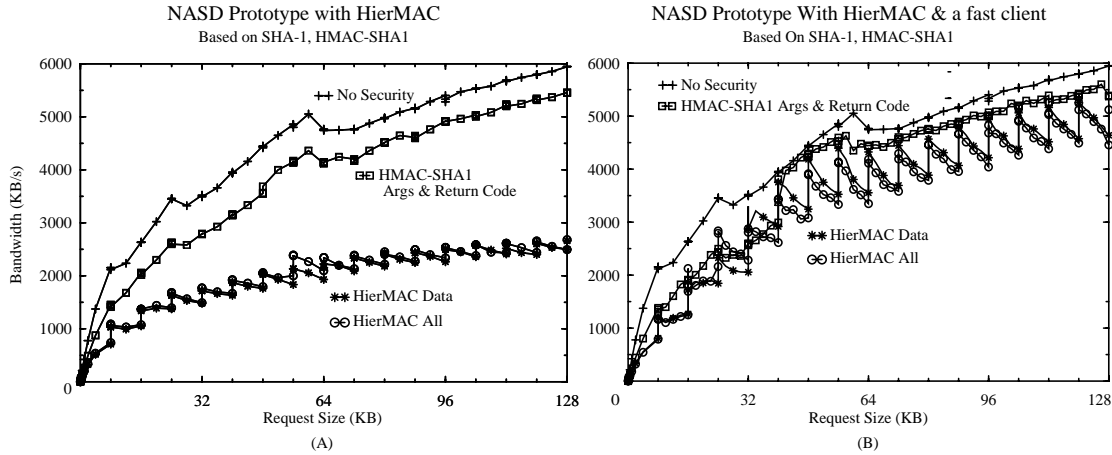 NASD Prototype with HierMAC
Based on SHA-1, HMAC-SHA1
6000
5000
4000
3000
2000
1000
0
Bandwidth (KB/s)
No Security
HMAC-SHA1
Args & Return Code
HierMAC Data
HierMAC All
32
64
96
128
Request Size (KB)
(A)
NASD Prototype With HierMAC & a fast client
Based On SHA-1, HMAC-SHA1
6000
5000
4000
3000
2000
1000
0
No Security
HMAC-SHA1 Args & Return Code
HierMAC Data
HierMAC All
0
32
64
96
128
Request Size (KB)
(B)